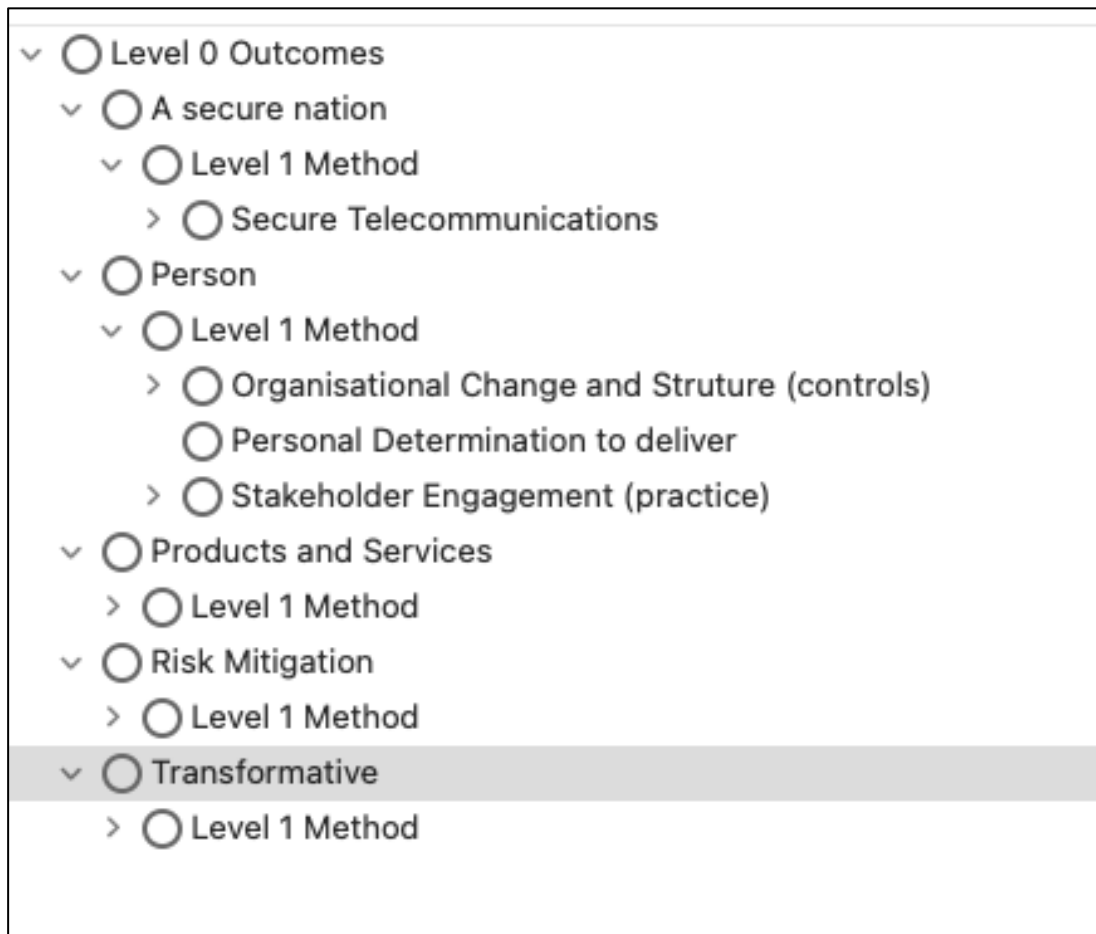 Level 0 Outcomes
A secure nation
Level 1 Method
Secure Telecommunications
Person
Level 1 Method
Organisational Change and Struture (controls)
Personal Determination to deliver
Stakeholder Engagement (practice)
Products and Services
Level 1 Method
Risk Mitigation
Level 1 Method
Transformative
Level 1 Method